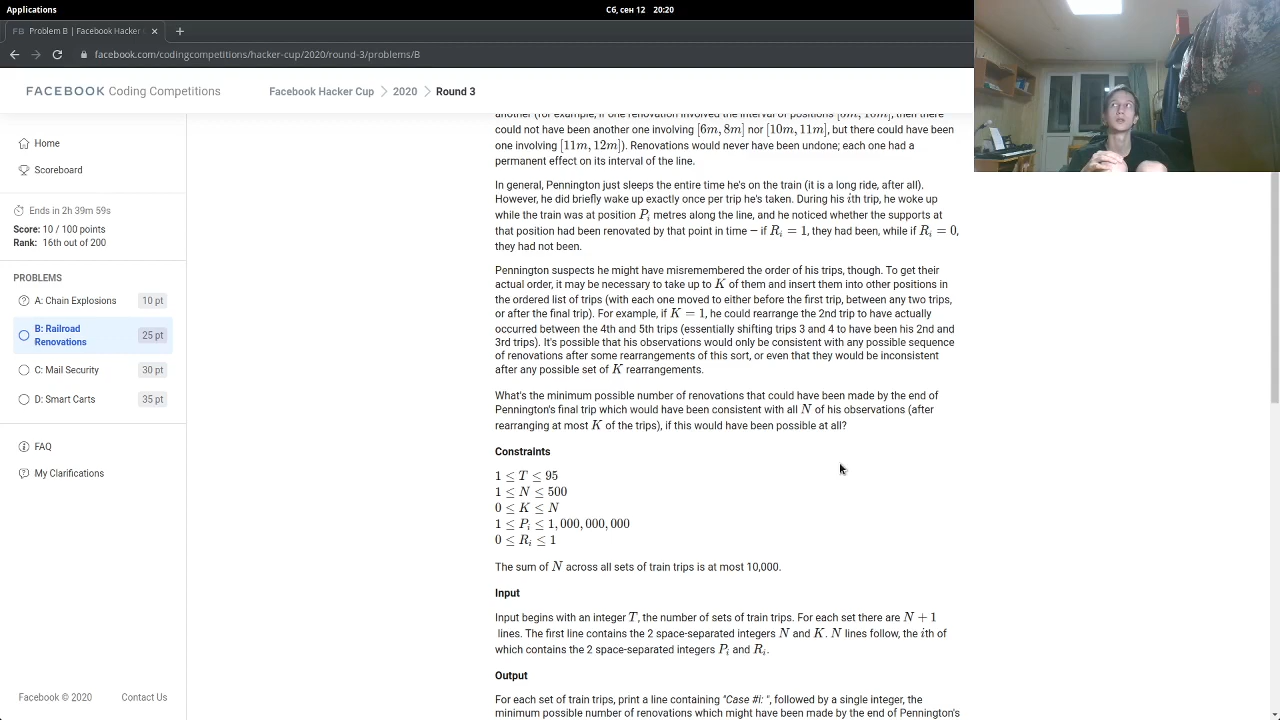 Applications
Сб, сен 12 20:20
FB Problem B | Facebook Hacker
facebook.com/codingcompetitions/hacker-cup/2020/round-3/problems/B
FACEBOOK Coding Competitions
Facebook Hacker Cup > 2020 > Round 3
Home
Scoreboard
Ends in 2h 39m 59s
Score: 10 / 100 points
Rank: 16th out of 200
PROBLEMS
A: Chain Explosions 10 pt
B: Railroad Renovations 25 pt
C: Mail Security 30 pt
D: Smart Carts 35 pt
FAQ
My Clarifications
Facebook © 2020 Contact Us
another (for example, if one renovation involved the interval of positions then there
could not have been another one involving [6m, 8m] nor [10m, 11m], but there could have been
one involving [11m, 12m]). Renovations would never have been undone; each one had a
permanent effect on its interval of the line.
In general, Pennington just sleeps the entire time he's on the train (it is a long ride, after all).
However, he did briefly wake up exactly once per trip he's taken. During his ith trip, he woke up
while the train was at position Pi metres along the line, and he noticed whether the supports at
that position had been renovated by that point in time – if Ri = 1, they had been, while if Ri = 0,
they had not been.
Pennington suspects he might have misremembered the order of his trips, though. To get their
actual order, it may be necessary to take up to K of them and insert them into other positions in
the ordered list of trips (with each one moved to either before the first trip, between any two trips,
or after the final trip). For example, if K = 1, he could rearrange the 2nd trip to have actually
occurred between the 4th and 5th trips (essentially shifting trips 3 and 4 to have been his 2nd and
3rd trips). It's possible that his observations would only be consistent with any possible sequence
of renovations after some rearrangements of this sort, or even that they would be inconsistent
after any possible set of K rearrangements.
What's the minimum possible number of renovations that could have been made by the end of
Pennington's final trip which would have been consistent with all N of his observations (after
rearranging at most K of the trips), if this would have been possible at all?
Constraints
1 ≤ T ≤ 95
1 ≤ N ≤ 500
0 ≤ K ≤ N
1 ≤ Pi ≤ 1,000,000,000
0 ≤ Ri ≤ 1
The sum of N across all sets of train trips is at most 10,000.
Input
Input begins with an integer T, the number of sets of train trips. For each set there are N + 1
lines. The first line contains the 2 space-separated integers N and K. N lines follow, the ith of
which contains the 2 space-separated integers Pi and Ri.
Output
For each set of train trips, print a line containing "Case #i: ", followed by a single integer, the
minimum possible number of renovations which might have been made by the end of Pennington's